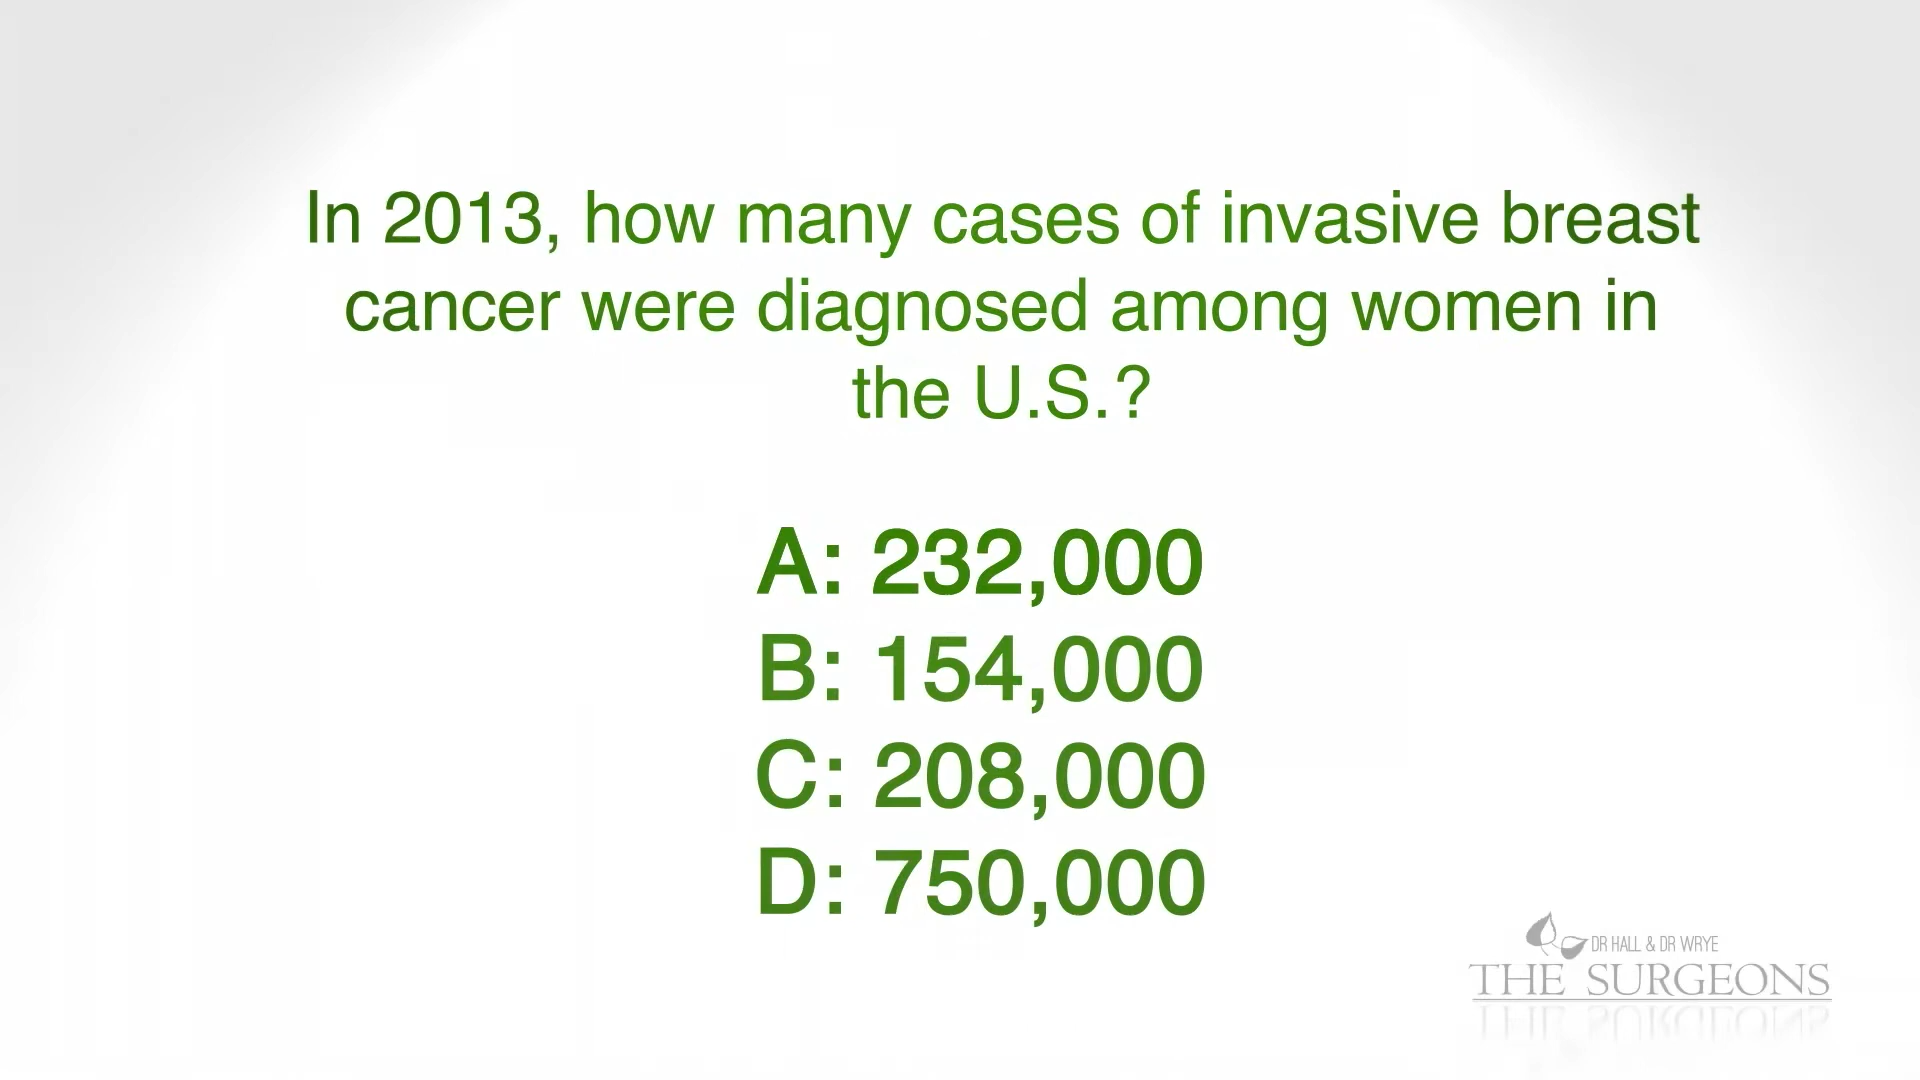 In 2013, how many cases of invasive breast
cancer were diagnosed among women in
the U.S.?
A: 232,000
B: 154,000
C: 208,000
D: 750,000
DR HALL & DR WRYE
THE SURGEONS